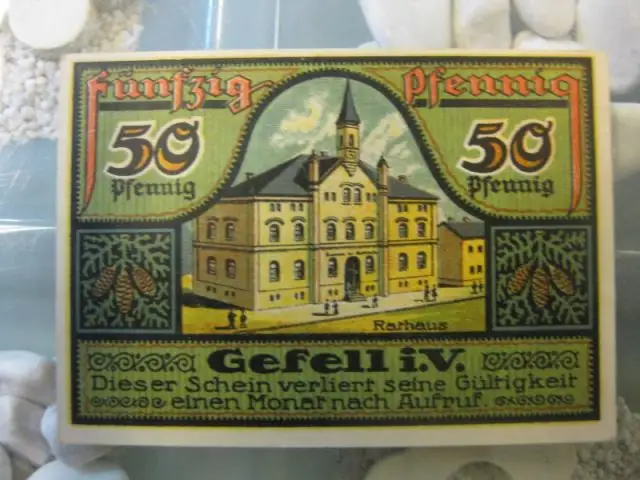 Fünfzig Pfennig
50 50
Pfennig Pfennig
Rathaus
Gefell i.V.
Dieser Schein verliert seine Gültigkeit
einen Monat nach Aufruf.